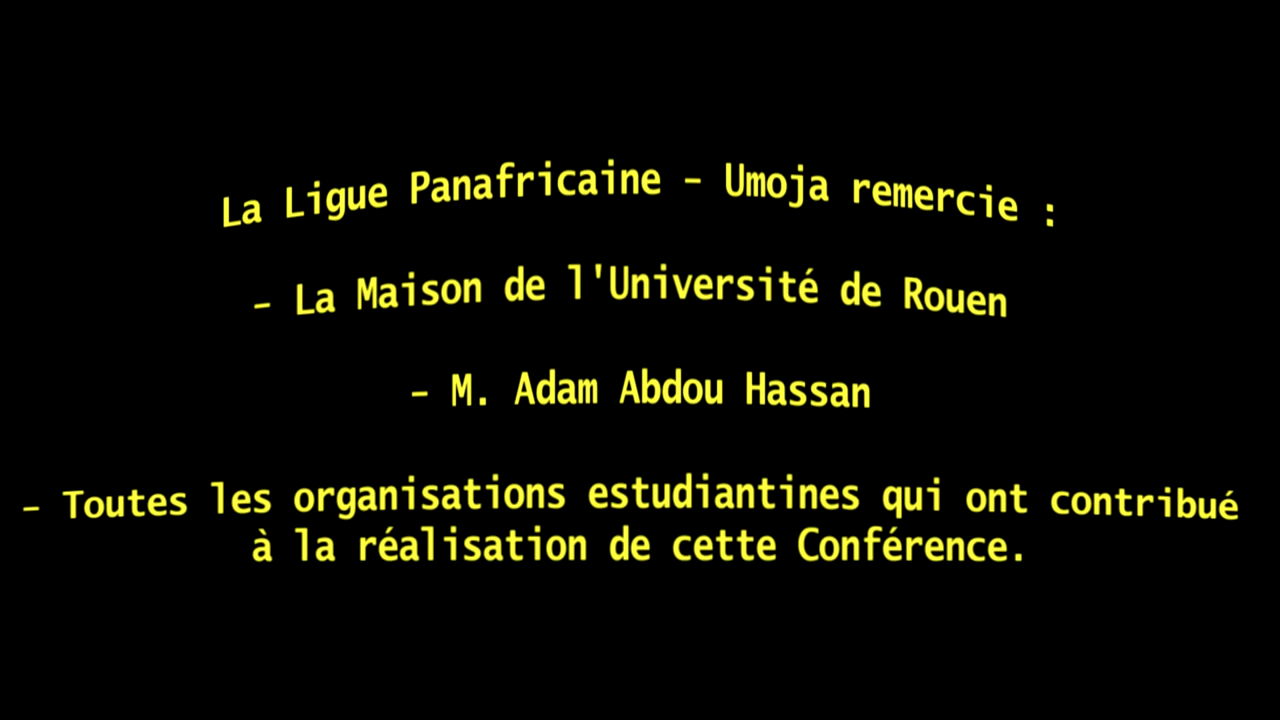 La Ligue Panafricaine - Umoja remercie :
- La Maison de l'Université de Rouen
- M. Adam Abdou Hassan
- Toutes les organisations estudiantines qui ont contribué
à la réalisation de cette Conférence.